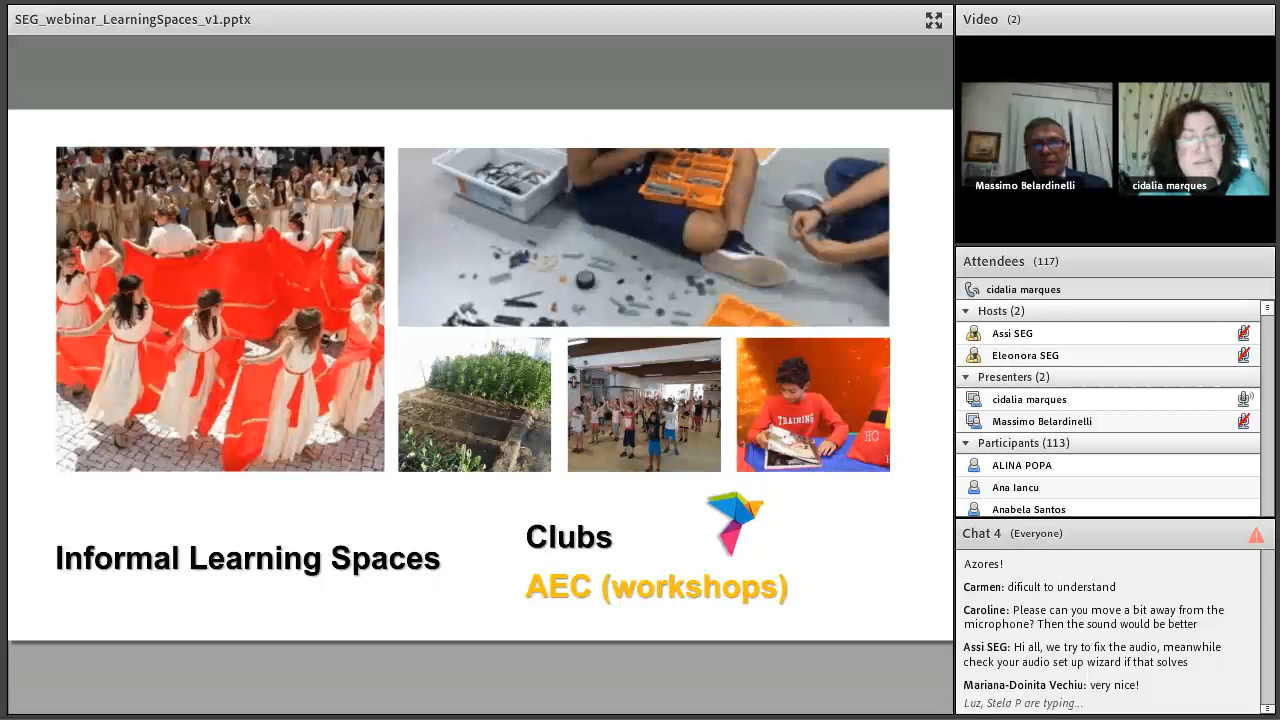 SEG_webinar_LearningSpaces_v1.pptx
TRAINING
HO
Informal Learning Spaces
Clubs
AEC (workshops)
Video (2)
Massimo Belardinelli
cidalia marques
Attendees (117)
cidalia marques
Hosts (2)
Assi SEG
Eleonora SEG
Presenters (2)
cidalia marques
Massimo Belardinelli
Participants (113)
ALINA POPA
Ana Iancu
Anabela Santos
Chat 4 (Everyone)
Azores!
Carmen: dificult to understand
Caroline: Please can you move a bit away from the
microphone? Then the sound would be better
Assi SEG: Hi all, we try to fix the audio, meanwhile
check your audio set up wizard if that solves
Mariana-Doinita Vechiu: very nice!
Luz, Stela P are typing...